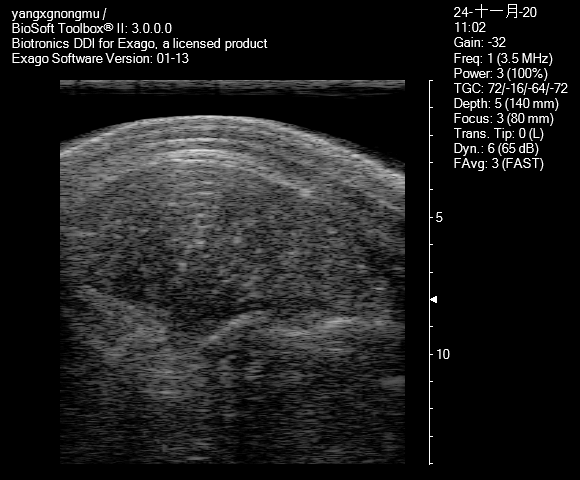 yangxgnongmu /
BioSoft Toolbox® II: 3.0.0.0
Biotronics DDI for Exago, a licensed product
Exago Software Version: 01-13
24-十一月-20
11:02
Gain: -32
Freq: 1 (3.5 MHz)
Power: 3 (100%)
TGC: 72/-16/-64/-72
Depth: 5 (140 mm)
Focus: 3 (80 mm)
Trans. Tip: 0 (L)
Dyn.: 6 (65 dB)
FAvg: 3 (FAST)
5
10